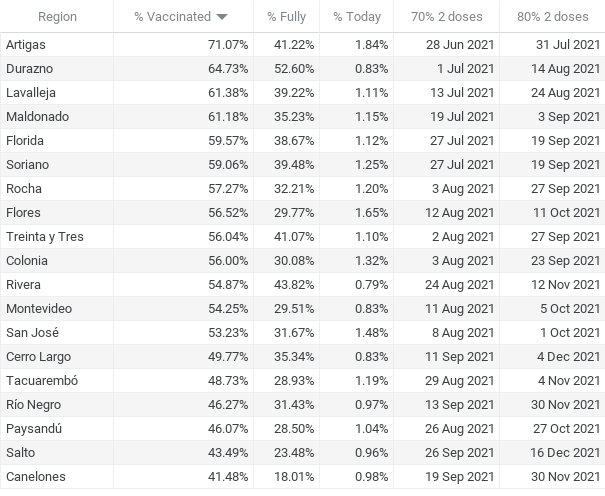 Region % Vaccinated % Fully % Today 70% 2 doses 80% 2 doses
Artigas 71.07% 41.22% 1.84% 28 Jun 2021 31 Jul 2021
Durazno 64.73% 52.60% 0.83% 1 Jul 2021 14 Aug 2021
Lavalleja 61.38% 39.22% 1.11% 13 Jul 2021 24 Aug 2021
Maldonado 61.18% 35.23% 1.15% 19 Jul 2021 3 Sep 2021
Florida 59.57% 38.67% 1.12% 27 Jul 2021 19 Sep 2021
Soriano 59.06% 39.48% 1.25% 27 Jul 2021 19 Sep 2021
Rocha 57.27% 32.21% 1.20% 3 Aug 2021 27 Sep 2021
Flores 56.52% 29.77% 1.65% 12 Aug 2021 11 Oct 2021
Treinta y Tres 56.04% 41.07% 1.10% 2 Aug 2021 27 Sep 2021
Colonia 56.00% 30.08% 1.32% 3 Aug 2021 23 Sep 2021
Rivera 54.87% 43.82% 0.79% 24 Aug 2021 12 Nov 2021
Montevideo 54.25% 29.51% 0.83% 11 Aug 2021 5 Oct 2021
San José 53.23% 31.67% 1.48% 8 Aug 2021 1 Oct 2021
Cerro Largo 49.77% 35.34% 0.83% 11 Sep 2021 4 Dec 2021
Tacuarembó 48.73% 28.93% 1.19% 29 Aug 2021 4 Nov 2021
Río Negro 46.27% 31.43% 0.97% 13 Sep 2021 30 Nov 2021
Paysandú 46.07% 28.50% 1.04% 26 Aug 2021 27 Oct 2021
Salto 43.49% 23.48% 0.96% 26 Sep 2021 16 Dec 2021
Canelones 41.48% 18.01% 0.98% 19 Sep 2021 30 Nov 2021